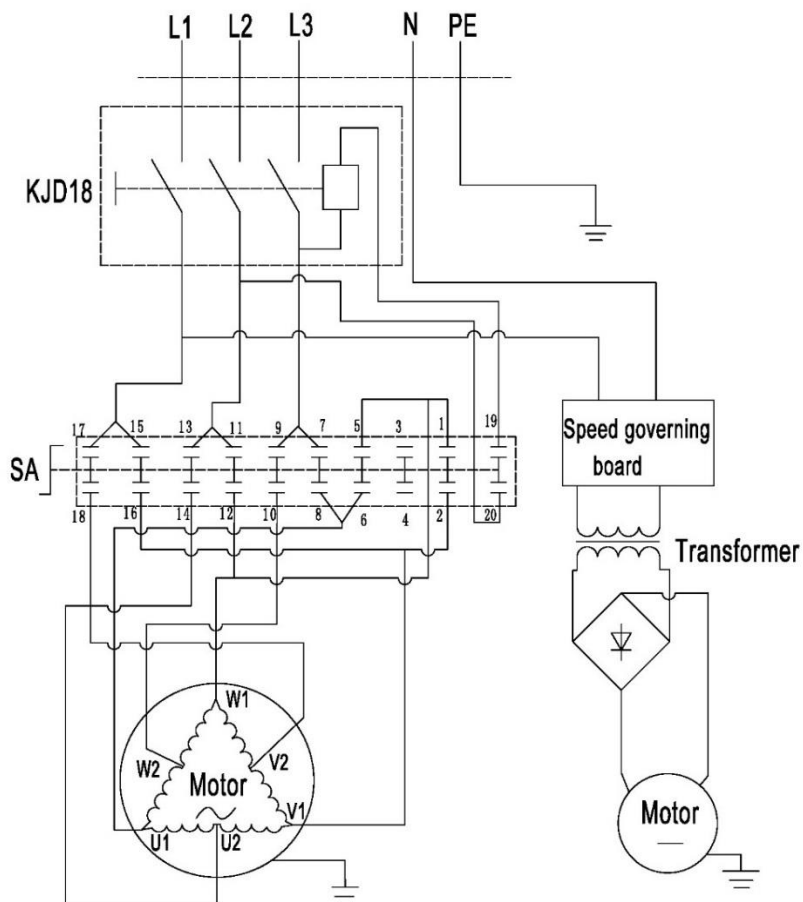 L1 L2 L3 N PE
KJD18
17 15 13 11 9 7 5 3 1 19
SA
18 16 14 12 10 8 6 4 2 20
Speed governing
board
Transformer
W1
W2 V2
Motor
V1
U1 U2
Motor